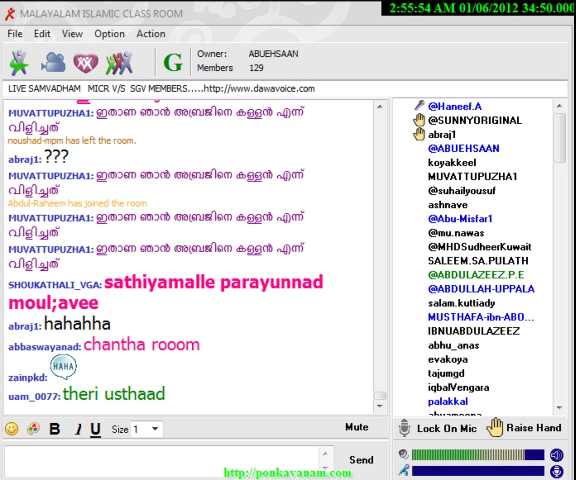 MALAYALAM ISLAMIC CLASS ROOM
2:55:54 AM 01/06/2012 34:50.000
File Edit View Option Action
G
Owner: ABUEHSAAN
Members 129
LIVE SAMVADHAM MICR V/S SGV MEMBERS.....http://www.dawavoice.com
MUVATTUPUZHA1: ഇതാണ ഞാൻ അബ്രജിനെ കള്ളൻ എന്ന്
വിളിച്ചത്
noushad-mpm has left the room.
abraj1: ???
MUVATTUPUZHA1: ഇതാണ ഞാൻ അബ്രജിനെ കള്ളൻ എന്ന്
വിളിച്ചത്
Abdul-Raheem has joined the room
MUVATTUPUZHA1: ഇതാണ ഞാൻ അബ്രജിനെ കള്ളൻ എന്ന്
വിളിച്ചത്
MUVATTUPUZHA1: ഇതാണ ഞാൻ അബ്രജിനെ കള്ളൻ എന്ന്
വിളിച്ചത്
SHOUKATHALI_VGA: sathiyamalle parayunnad
moul;avee
abraj1: hahahha
abbaswayanad: chantha rooom
zainpkd: HAHA
uam_0077: theri usthaad
@Haneef.A
@SUNNYORIGINAL
abraj1
@ABUEHSAAN
koyakkeel
MUVATTUPUZHA1
@suhailyousuf
ashnave
@Abu-Misfar1
@mu.nawas
@MHDSudheerKuwait
SALEEM.SA.PULATH
@ABDULAZEEZ.P.E
@ABDULLAH-UPPALA
salam.kuttiady
MUSTHAFA-ibn-ABO...
IBNUABDULAZEEZ
abhu_anas
evakoya
tajumgd
iqbalVengara
palakkal
B I U Size 1 Mute
Lock On Mic Raise Hand
Send
http://ponkavanam.com